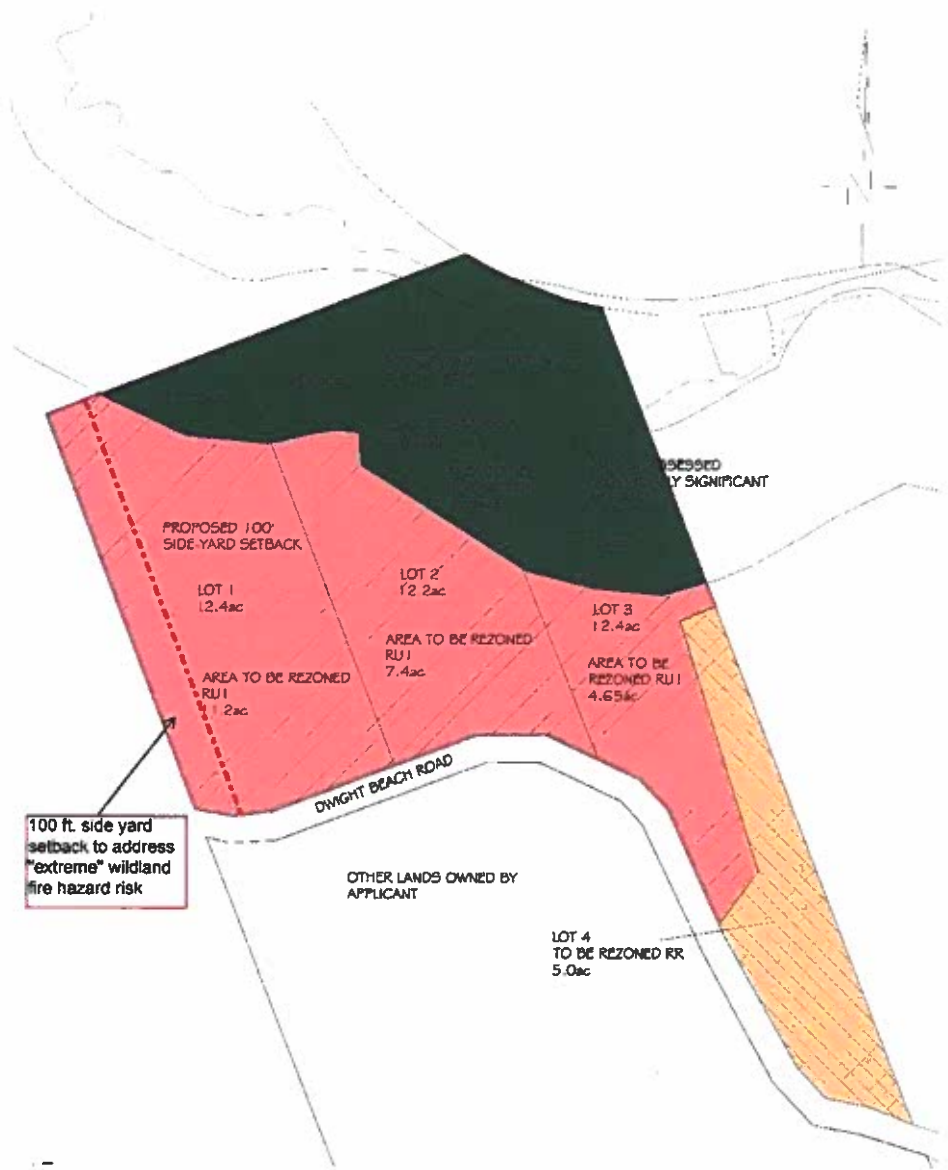 SSESSED
LY SIGNIFICANT
PROPOSED 100'
SIDE-YARD SETBACK
LOT 1
12.4ac
LOT 2
12.2ac
LOT 3
12.4ac
AREA TO BE REZONED
RU1
7.4ac
AREA TO BE
REZONED RU1
4.65ac
AREA TO BE REZONED
RU1
DWIGHT BEACH ROAD
100 ft. side yard
setback to address
"extreme" wildland
fire hazard risk
OTHER LANDS OWNED BY
APPLICANT
LOT 4
TO BE REZONED RR
5.0ac